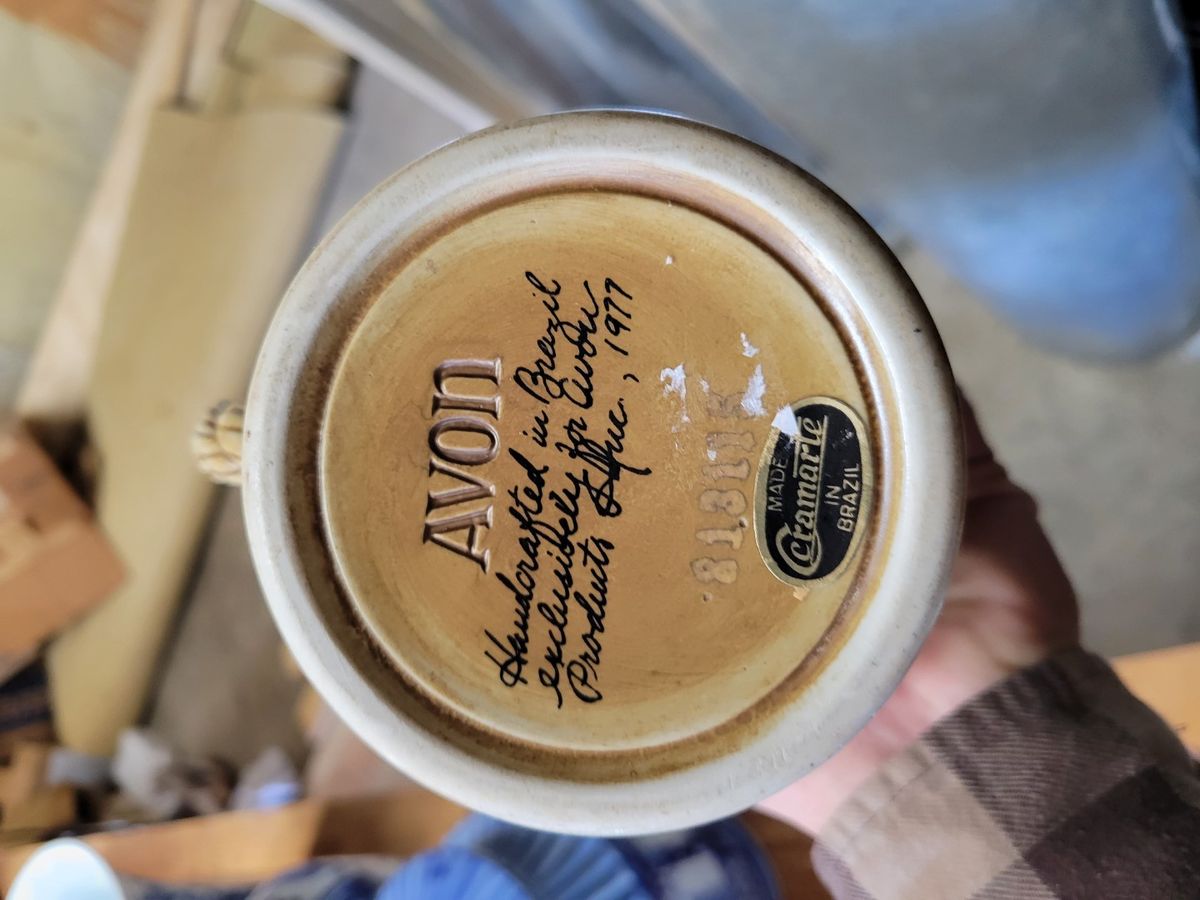 AVON
Handcrafted in Brazil
exclusively for Avon
Products Inc., 1977
MADE
Ceramarte
IN
BRAZIL